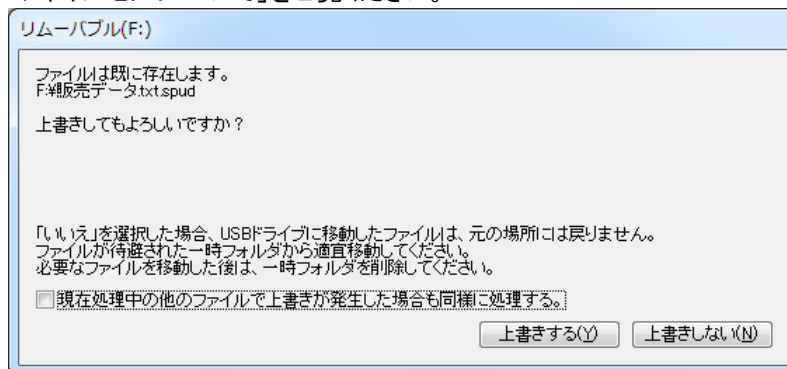 リムーバブル(F:)
ファイルは既に存在します。
F:¥販売データ.txt.spud
上書きしてもよろしいですか？
「いいえ」を選択した場合、USBドライブに移動したファイルは、元の場所には戻りません。
ファイルが待避された一時フォルダから適宜移動してください。
必要なファイルを移動した後は、一時フォルダを削除してください。
現在処理中の他のファイルで上書きが発生した場合も同様に処理する。
上書きする(Y) 上書きしない(N)